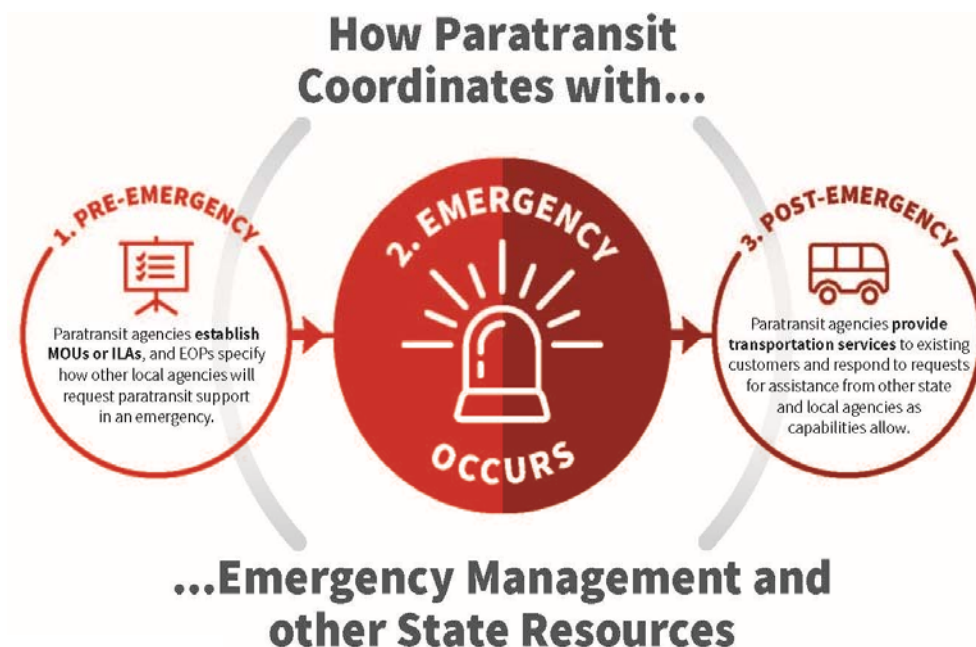 How Paratransit
Coordinates with...
1. PRE-EMERGENCY
Paratransit agencies establish
MOUs or ILAs, and EOPs specify
how other local agencies will
request paratransit support
in an emergency.
2. EMERGENCY
OCCURS
3. POST-EMERGENCY
Paratransit agencies provide
transportation services to existing
customers and respond to requests
for assistance from other state
and local agencies as
capabilities allow.
...Emergency Management and
other State Resources